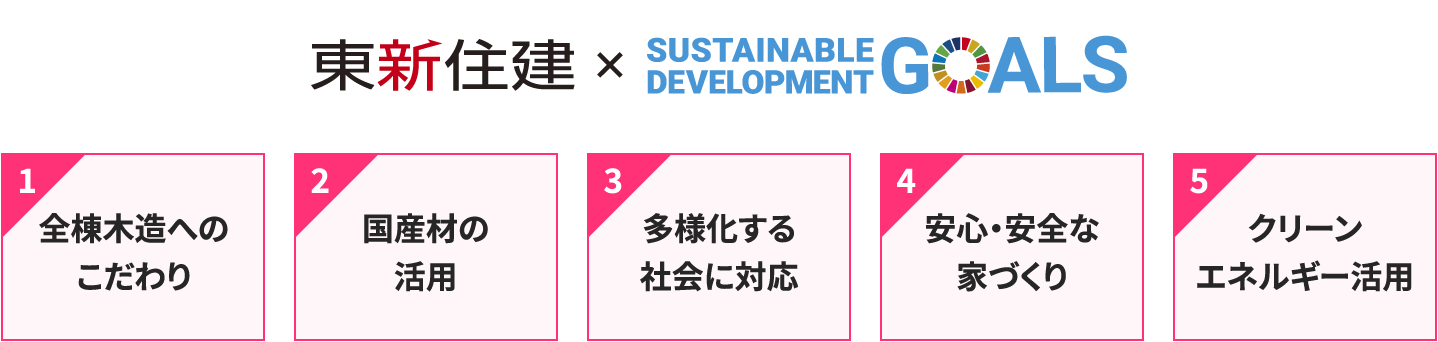 東新住建 × SUSTAINABLE DEVELOPMENT GOALS
1
全棟木造への
こだわり
2
国産材の
活用
3
多様化する
社会に対応
4
安心・安全な
家づくり
5
クリーン
エネルギー活用